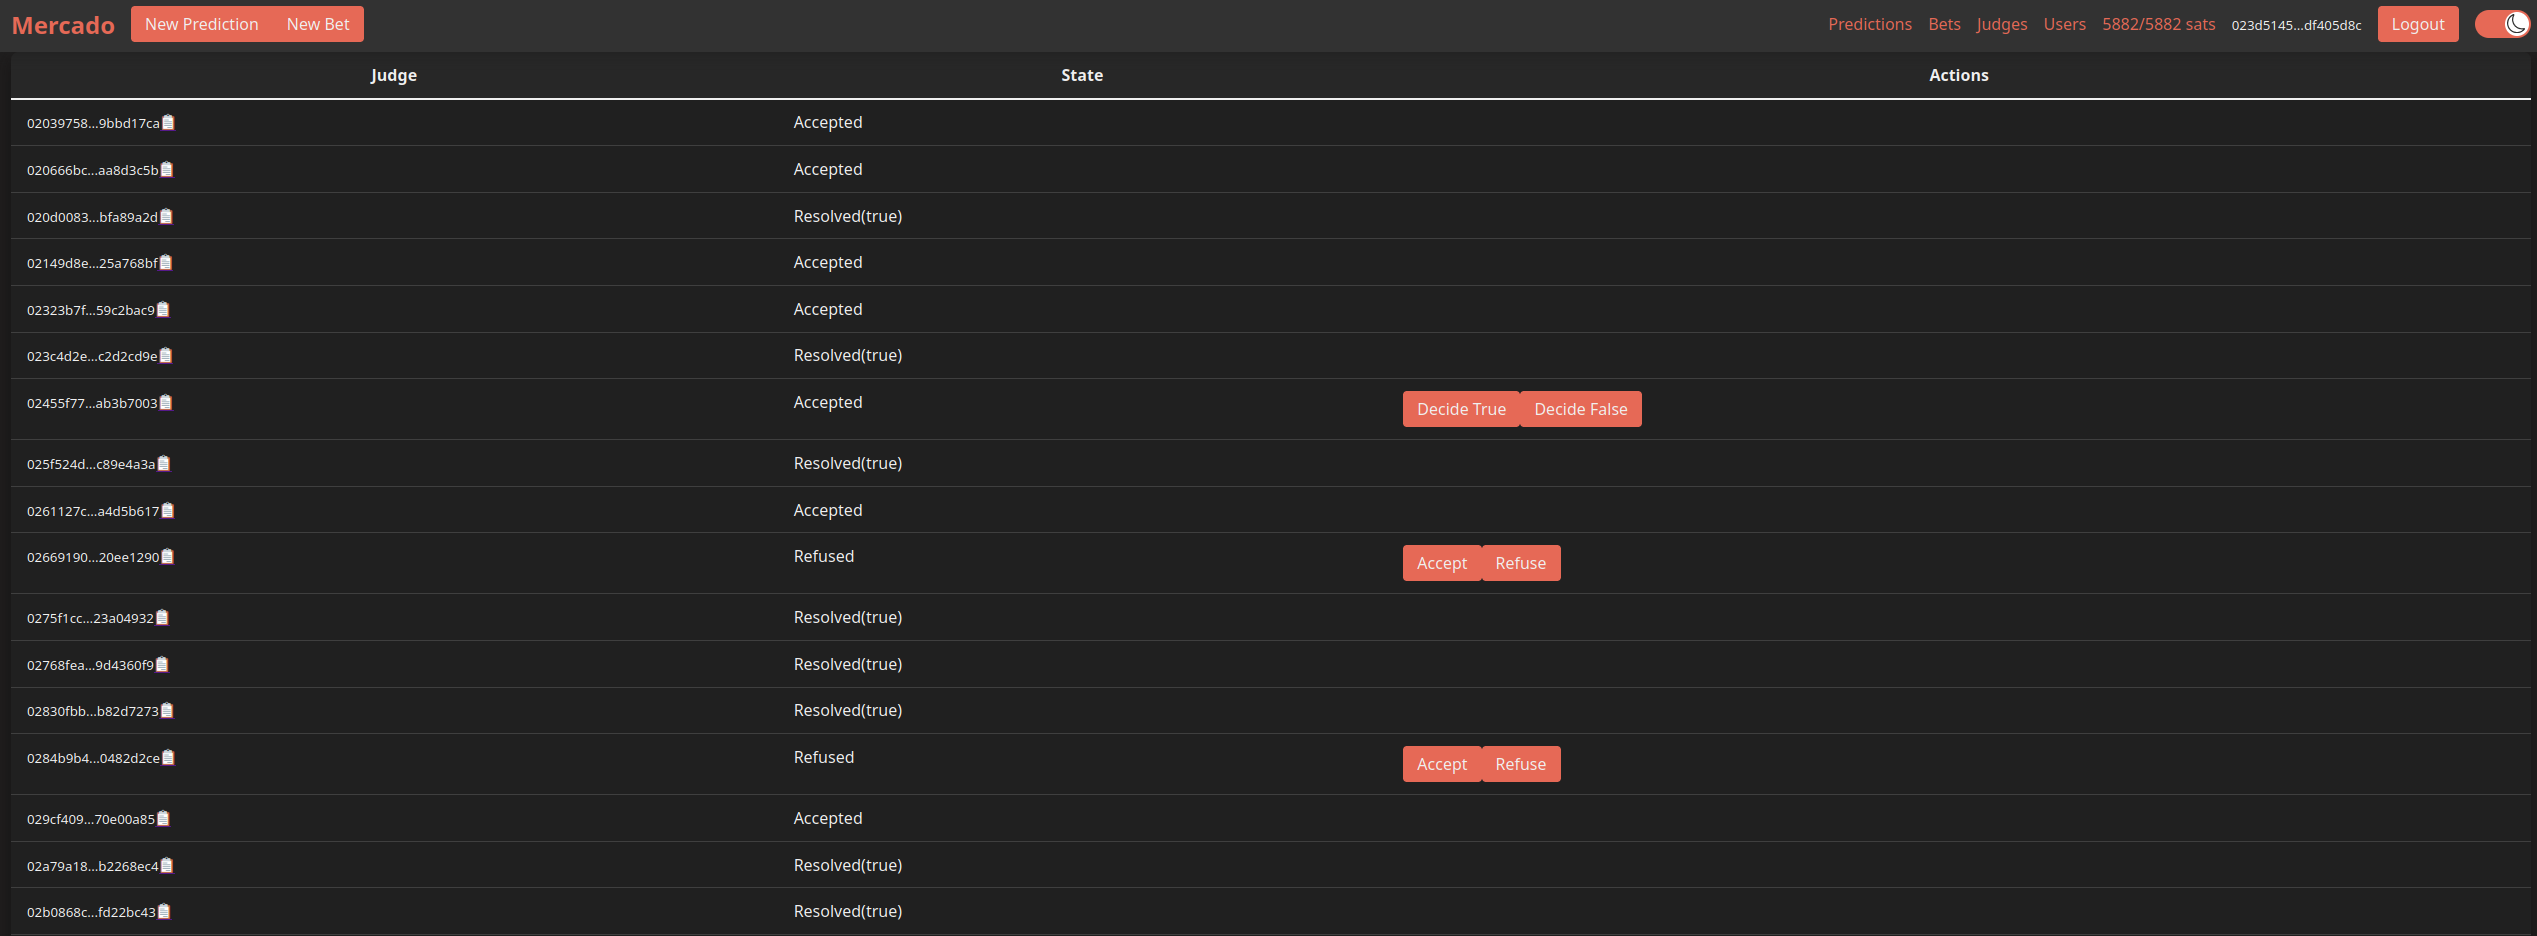 Mercado New Prediction New Bet Predictions Bets Judges Users 5882/5882 sats 023d5145...df405d8c Logout
Judge State Actions
02039758...9bbd17ca Accepted
020666bc...aa8d3c5b Accepted
020d0083...bfa89a2d Resolved(true)
02149d8e...25a768bf Accepted
02323b7f...59c2bac9 Accepted
023c4d2e...c2d2cd9e Resolved(true)
02455f77...ab3b7003 Accepted Decide True Decide False
025f524d...c89e4a3a Resolved(true)
0261127c...a4d5b617 Accepted
02669190...20ee1290 Refused Accept Refuse
0275f1cc...23a04932 Resolved(true)
02768fea...9d4360f9 Resolved(true)
02830fbb...b82d7273 Resolved(true)
0284b9b4...0482d2ce Refused Accept Refuse
029cf409...70e00a85 Accepted
02a79a18...b2268ec4 Resolved(true)
02b0868c...fd22bc43 Resolved(true)